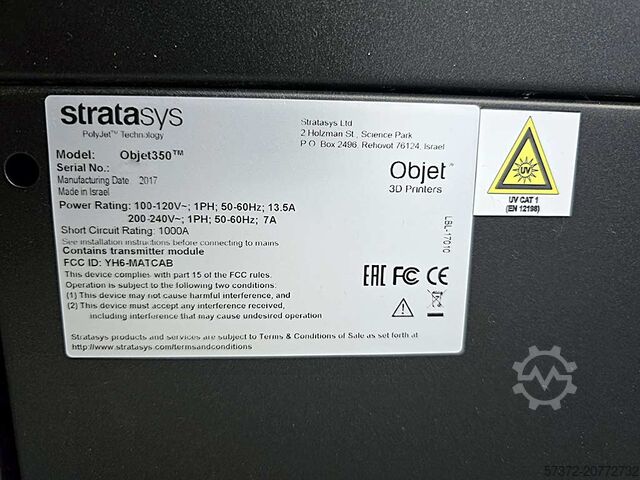 stratasys
PolyJet™ Technology
Stratasys Ltd
2 Holzman St., Science Park
P.O. Box 2496, Rehovot 76124, Israel
Model: Objet350™
Serial No.:
Manufacturing Date 2017
Made in Israel
Objet™
3D Printers
Power Rating: 100-120V~; 1PH; 50-60Hz; 13.5A
200-240V~; 1PH; 50-60Hz; 7A
Short Circuit Rating: 1000A
See installation instructions before connecting to mains
Contains transmitter module
FCC ID: YH6-MATCAB
This device complies with part 15 of the FCC rules.
Operation is subject to the following two conditions:
(1) This device may not cause harmful interference, and
(2) This device must accept any interference received,
including interference that may cause undesired operation
EAC FC CE
LBL-17010
Stratasys products and services are subject to Terms & Conditions of Sale as set forth at
http://www.stratasys.com/termsandconditions
UV
UV CAT 1
(EN 12198)
57372-20772732